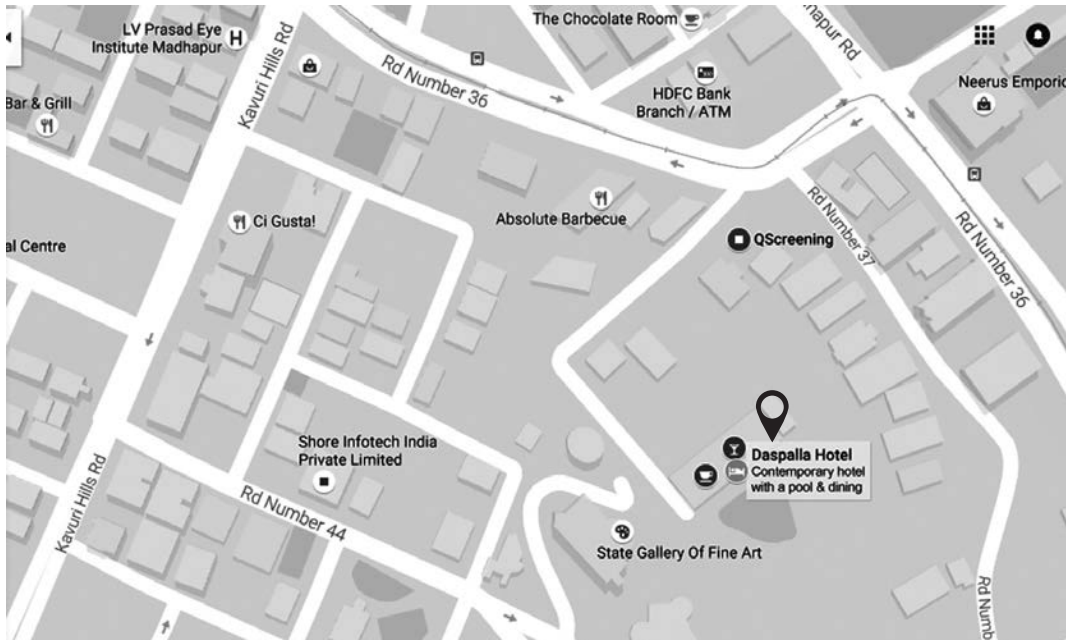 The Chocolate Room
LV Prasad Eye
Institute Madhapur
H
Kavuri Hills Rd
Rd Number 36
HDFC Bank
Branch / ATM
napur Rd
Neerus Emporio
Bar & Grill
Absolute Barbecue
Ci Gusta!
al Centre
QScreening
Rd Number 37
Rd Number 36
Daspalla Hotel
Contemporary hotel
with a pool & dining
Shore Infotech India
Private Limited
Kavuri Hills Rd
Rd Number 44
State Gallery Of Fine Art
Rd Numb